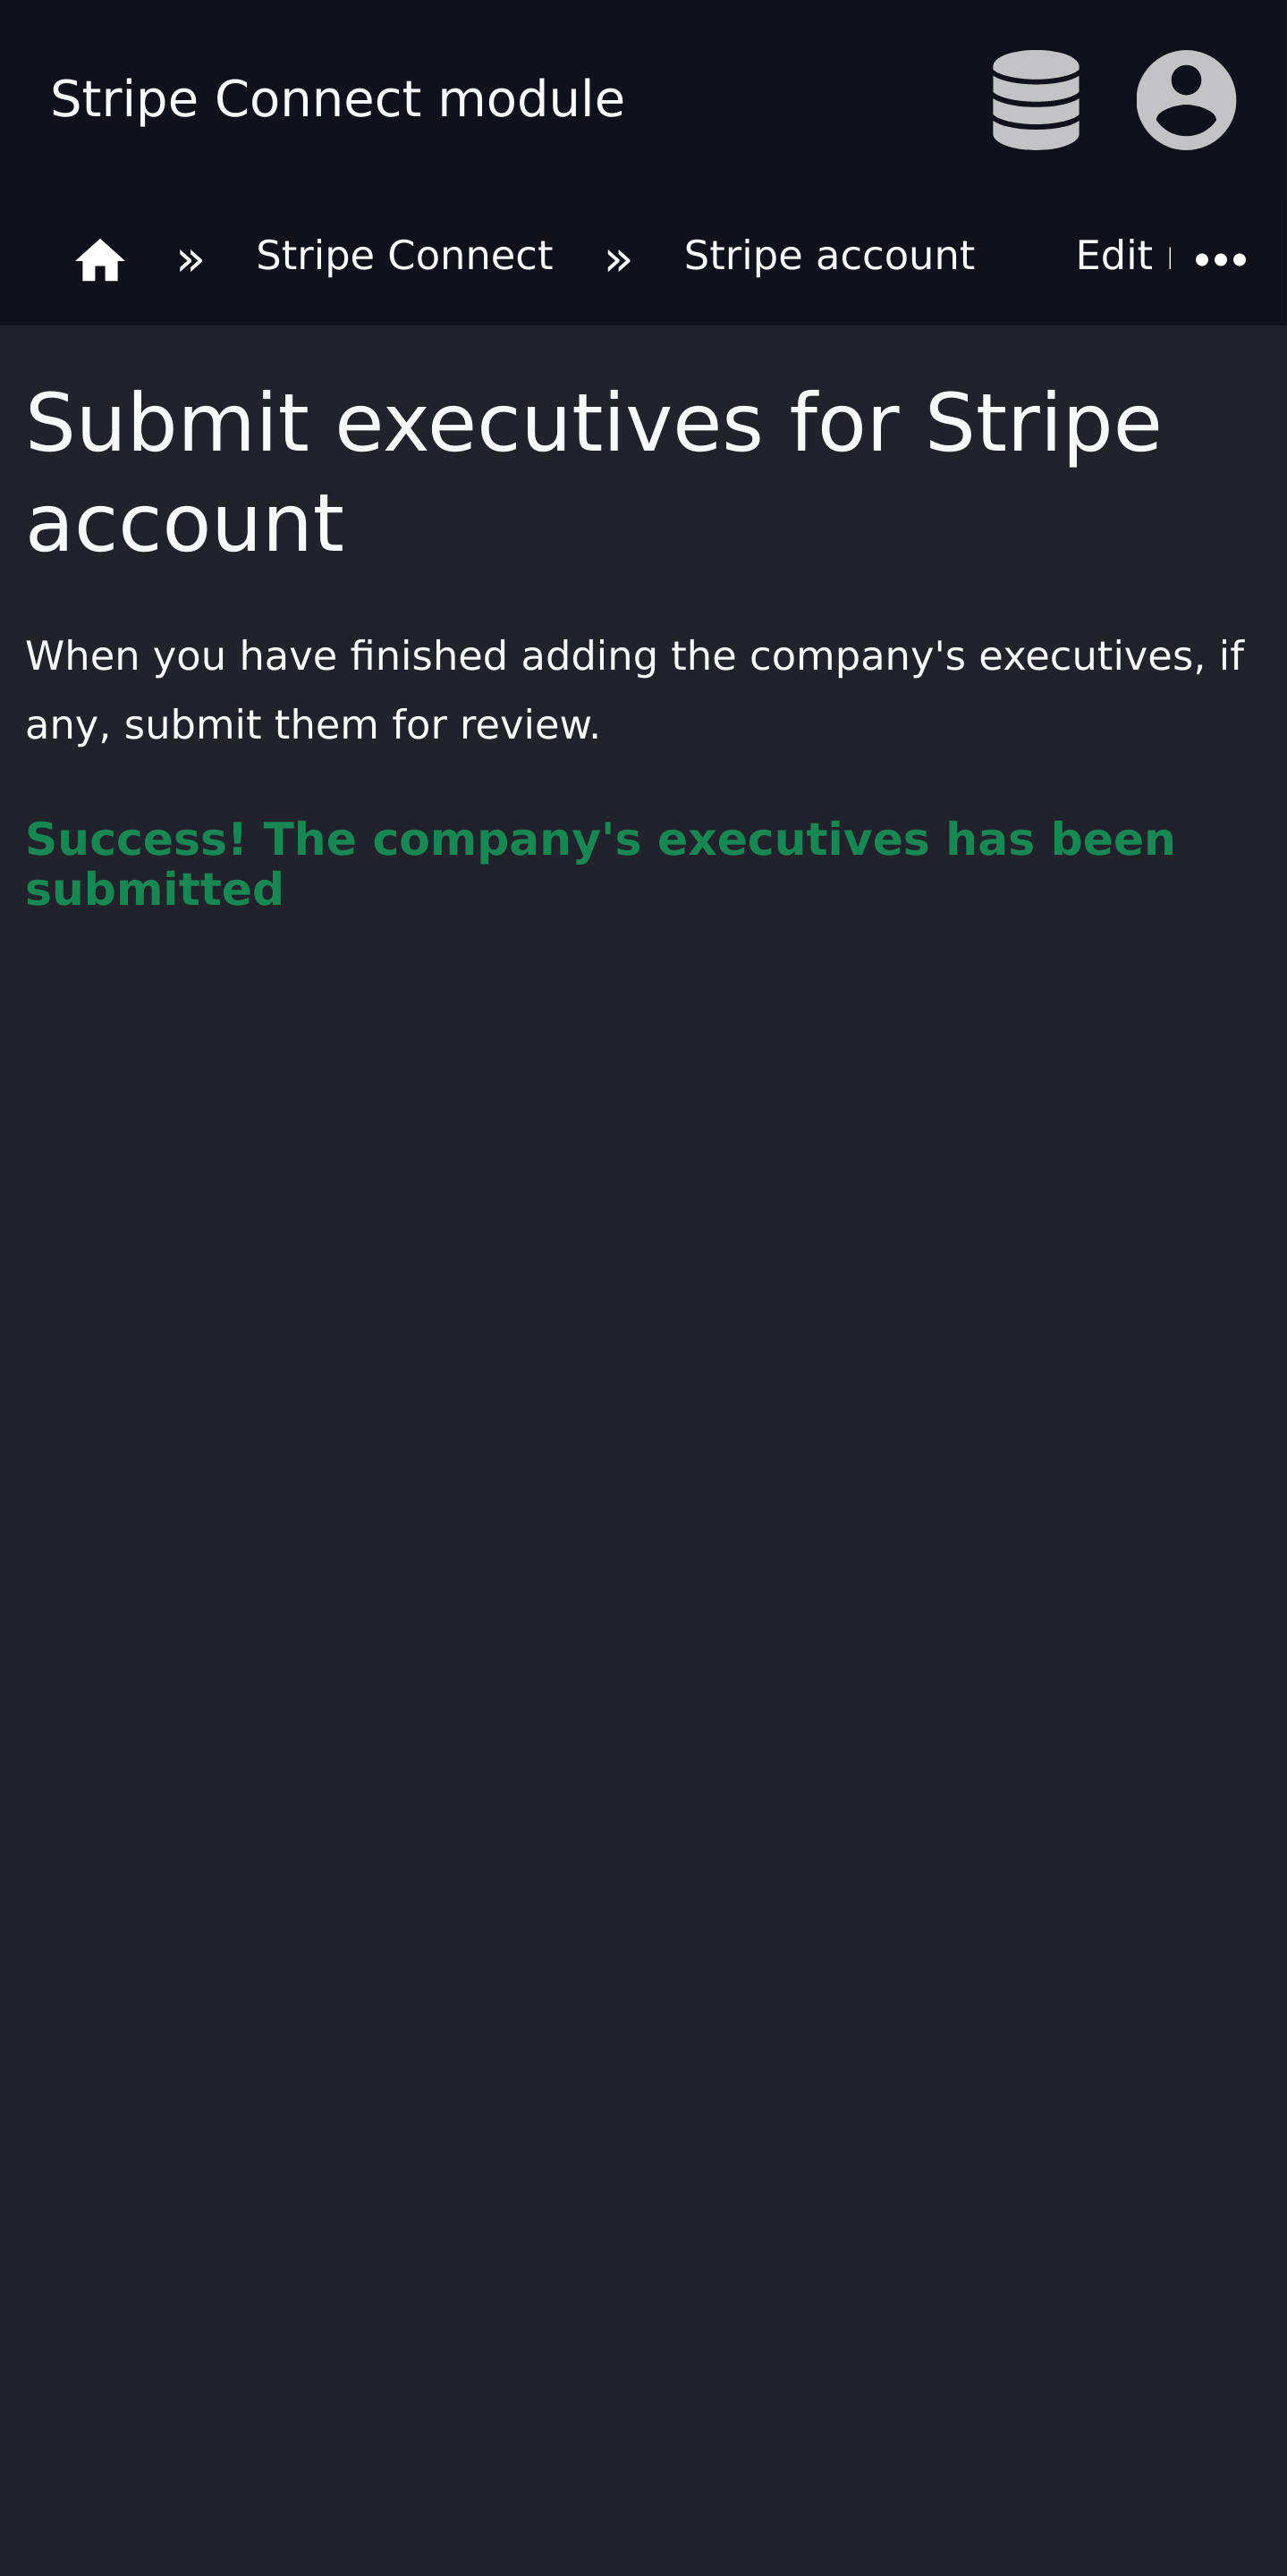 Stripe Connect module
» Stripe Connect » Stripe account Edit
Submit executives for Stripe
account
When you have finished adding the company's executives, if
any, submit them for review.
Success! The company's executives has been
submitted